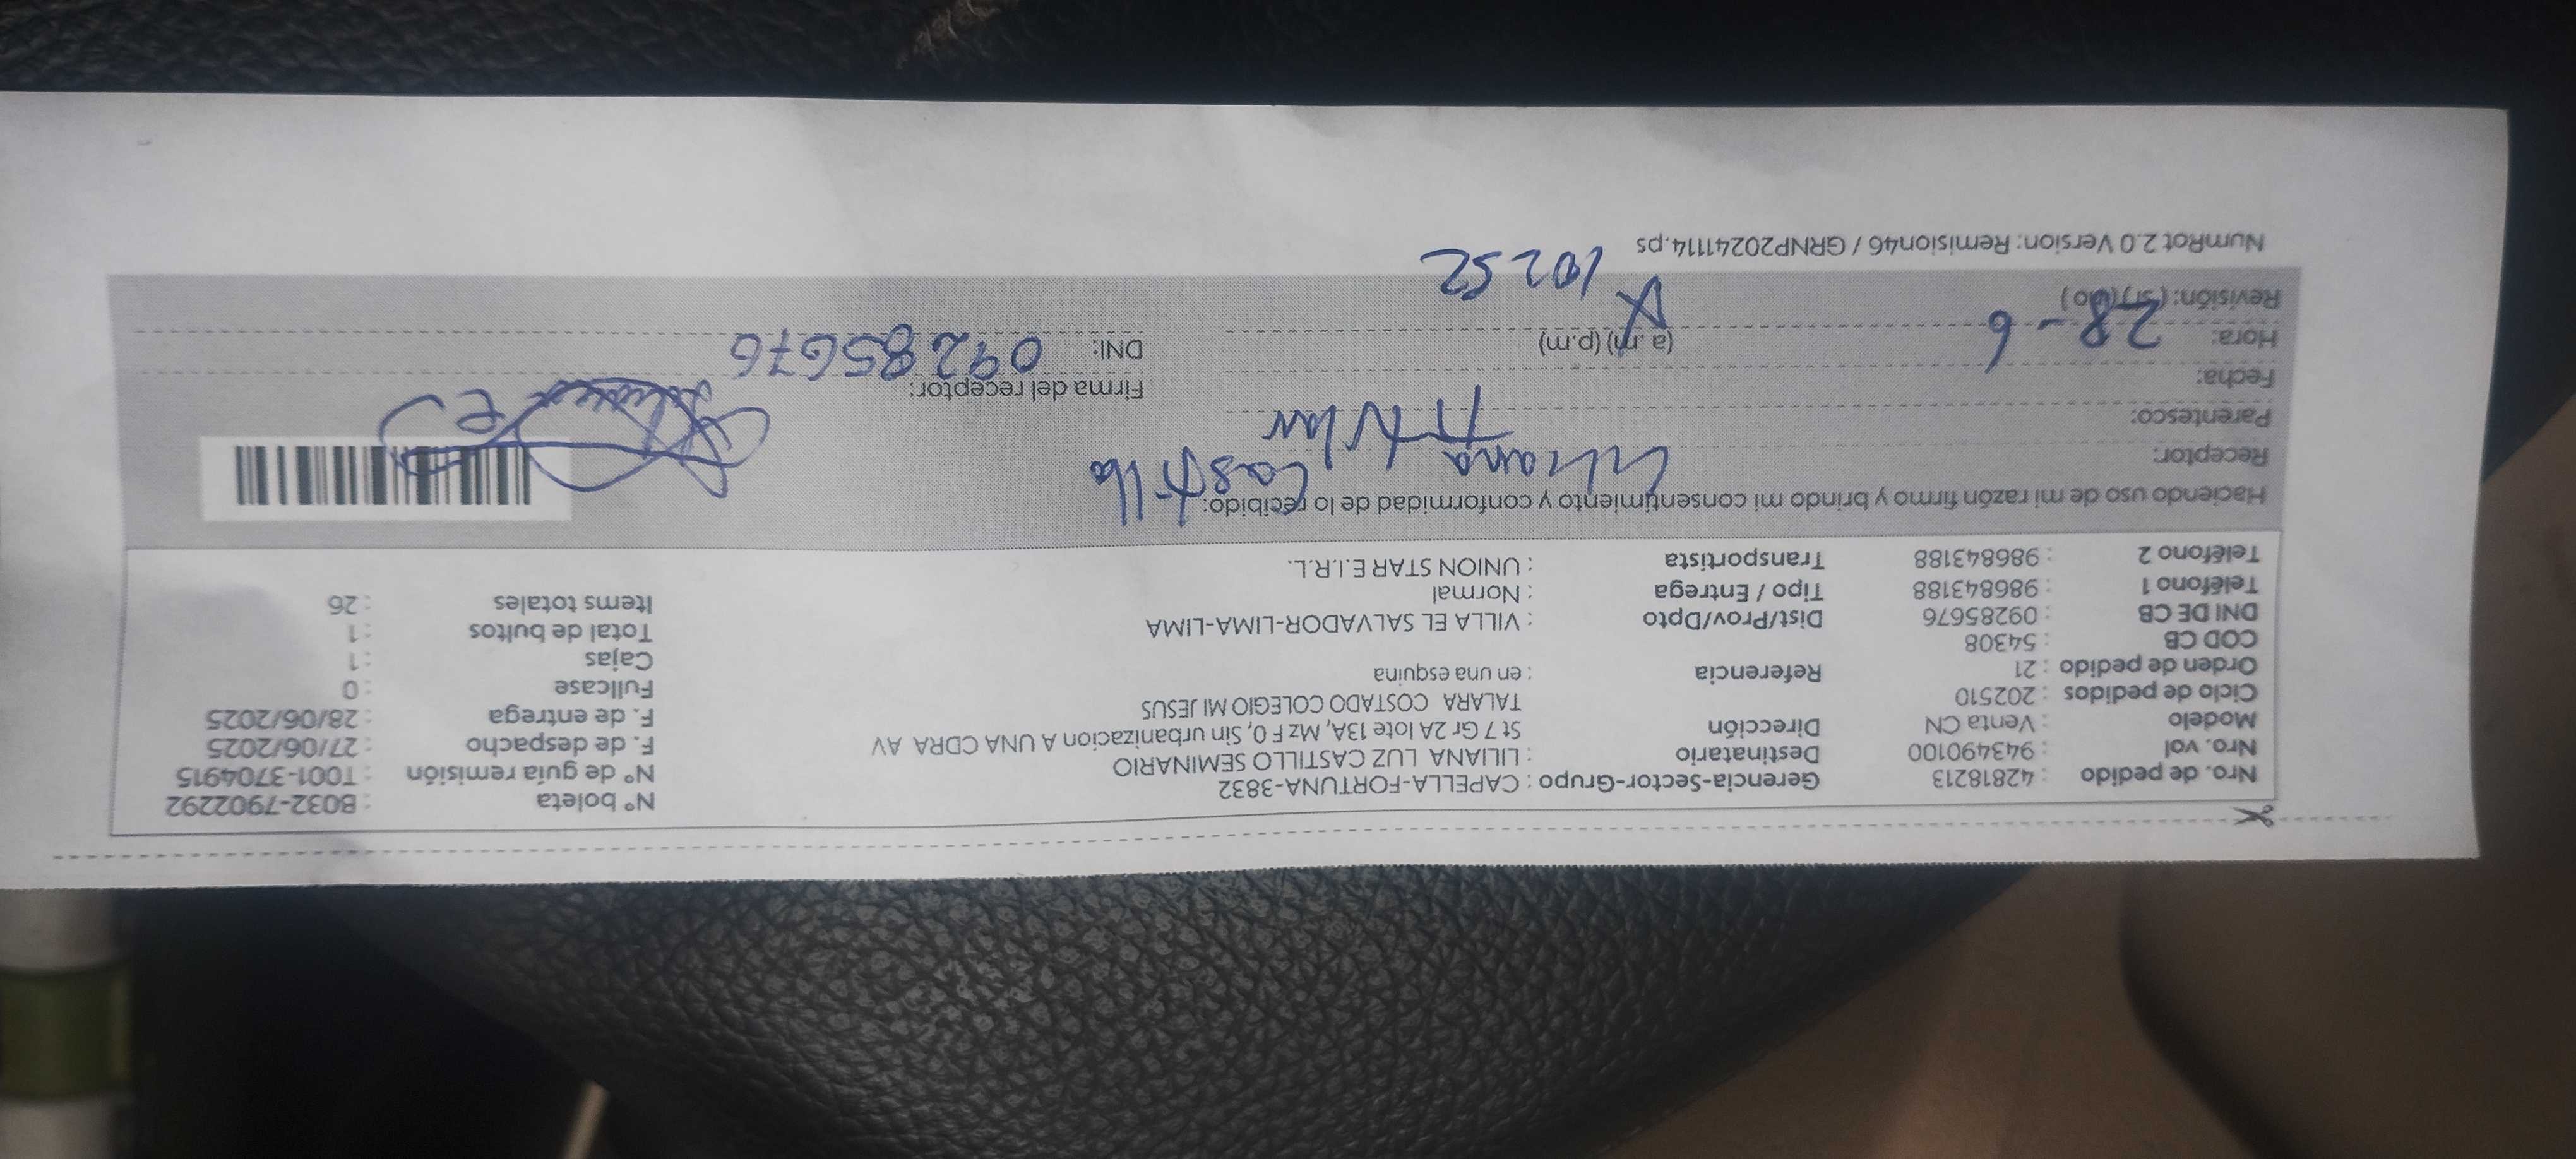 Nro. de pedido : 42818213
Nro. vol : 943490100
Modelo : Venta CN
Ciclo de pedidos : 202510
Orden de pedido : 21
COD CB : 54308
DNI DE CB : 09285676
Teléfono 1 : 986843188
Teléfono 2 : 986843188
Gerencia-Sector-Grupo : CAPELLA-FORTUNA-3832
Destinatario : LILIANA LUZ CASTILLO SEMINARIO
Dirección St 7 Gr 2A lote 13A, Mz F 0, Sin urbanizacion A UNA CDRA AV
TALARA COSTADO COLEGIO MI JESUS
Referencia : en una esquina
Dist/Prov/Dpto : VILLA EL SALVADOR-LIMA-LIMA
Tipo / Entrega : Normal
Transportista : UNION STAR E.I.R.L.
N° boleta : B032-7902292
N° de guía remisión : T001-3704915
F. de despacho : 27/06/2025
F. de entrega : 28/06/2025
Fullcase : 0
Cajas : 1
Total de bultos : 1
Items totales : 26
Haciendo uso de mi razón firmo y brindo mi consentimiento y conformidad de lo recibido:
Receptor: Liliana Castillo
Parentesco:
Fecha: 28-6
Hora: (a.m) (p.m) 10252
Revisión: (si) (no)
Firma del receptor:
DNI: 09285676
NumRot 2.0 Version: Remision46 / GRNP20241114.ps